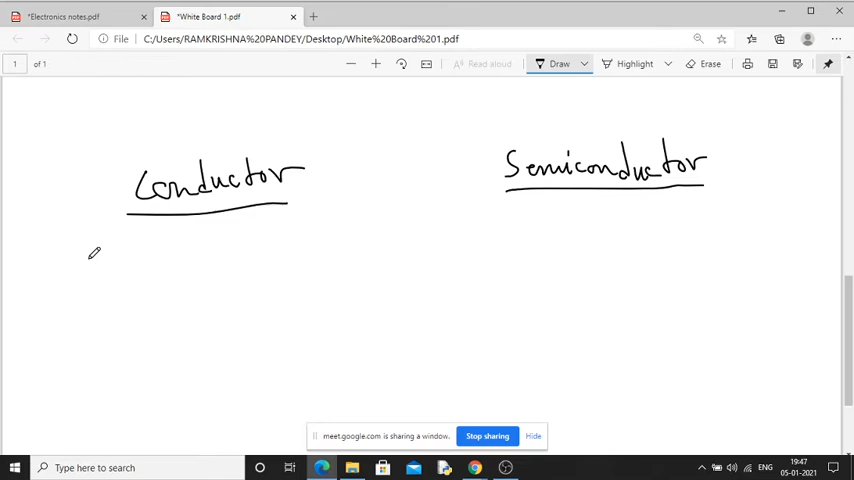 *Electronics notes.pdf
*White Board 1.pdf
File
C:/Users/RAMKRISHNA%20PANDEY/Desktop/White%20Board%201.pdf
1 of 1
Read aloud
Draw
Highlight
Erase
Conductor
Semiconductor
meet.google.com is sharing a window.
Stop sharing
Hide
Type here to search
ENG
19:47
05-01-2021